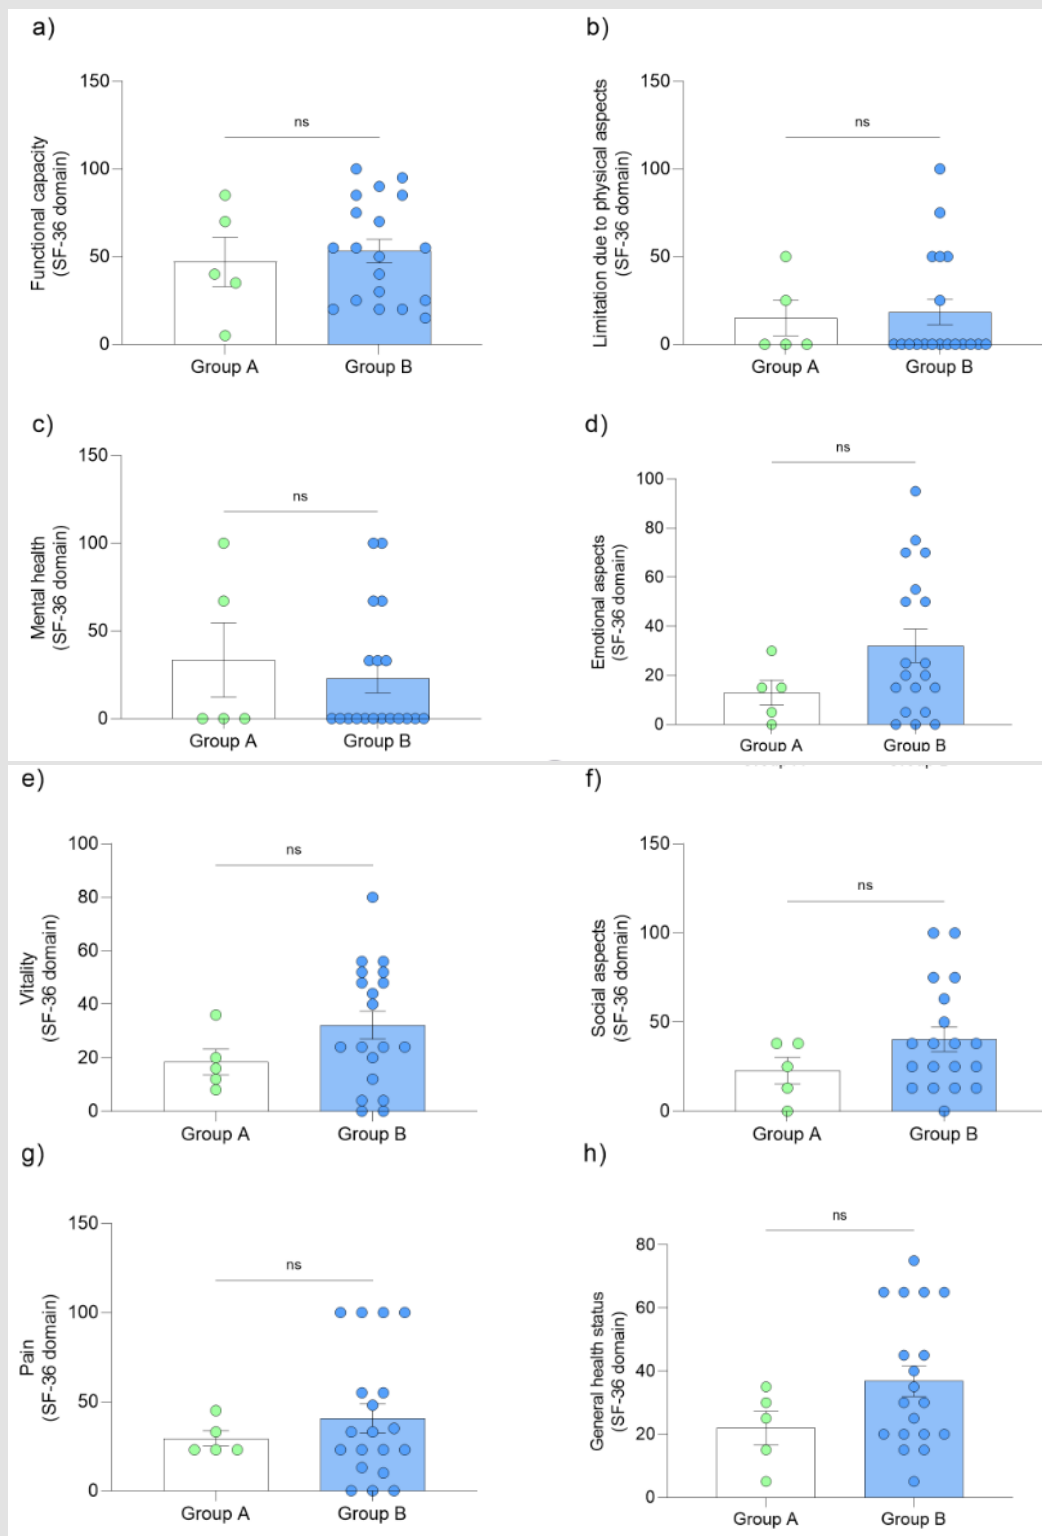 a)
150
100
50
0
Functional capacity
(SF-36 domain)
ns
Group A
Group B
b)
150
100
50
0
Limitation due to physical aspects
(SF-36 domain)
ns
Group A
Group B
c)
150
100
50
0
Mental health
(SF-36 domain)
ns
Group A
Group B
d)
100
80
60
40
20
0
Emotional aspects
(SF-36 domain)
ns
Group A
Group B
e)
100
80
60
40
20
0
Vitality
(SF-36 domain)
ns
Group A
Group B
f)
150
100
50
0
Social aspects
(SF-36 domain)
ns
Group A
Group B
g)
150
100
50
0
Pain
(SF-36 domain)
ns
Group A
Group B
h)
80
60
40
20
0
General health status
(SF-36 domain)
ns
Group A
Group B